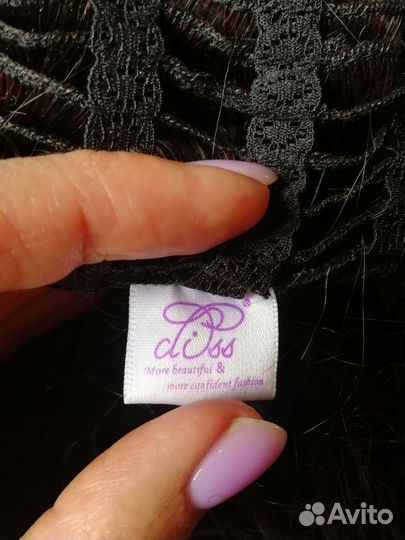 diss®
More beautiful &
more confident fashion
Avito